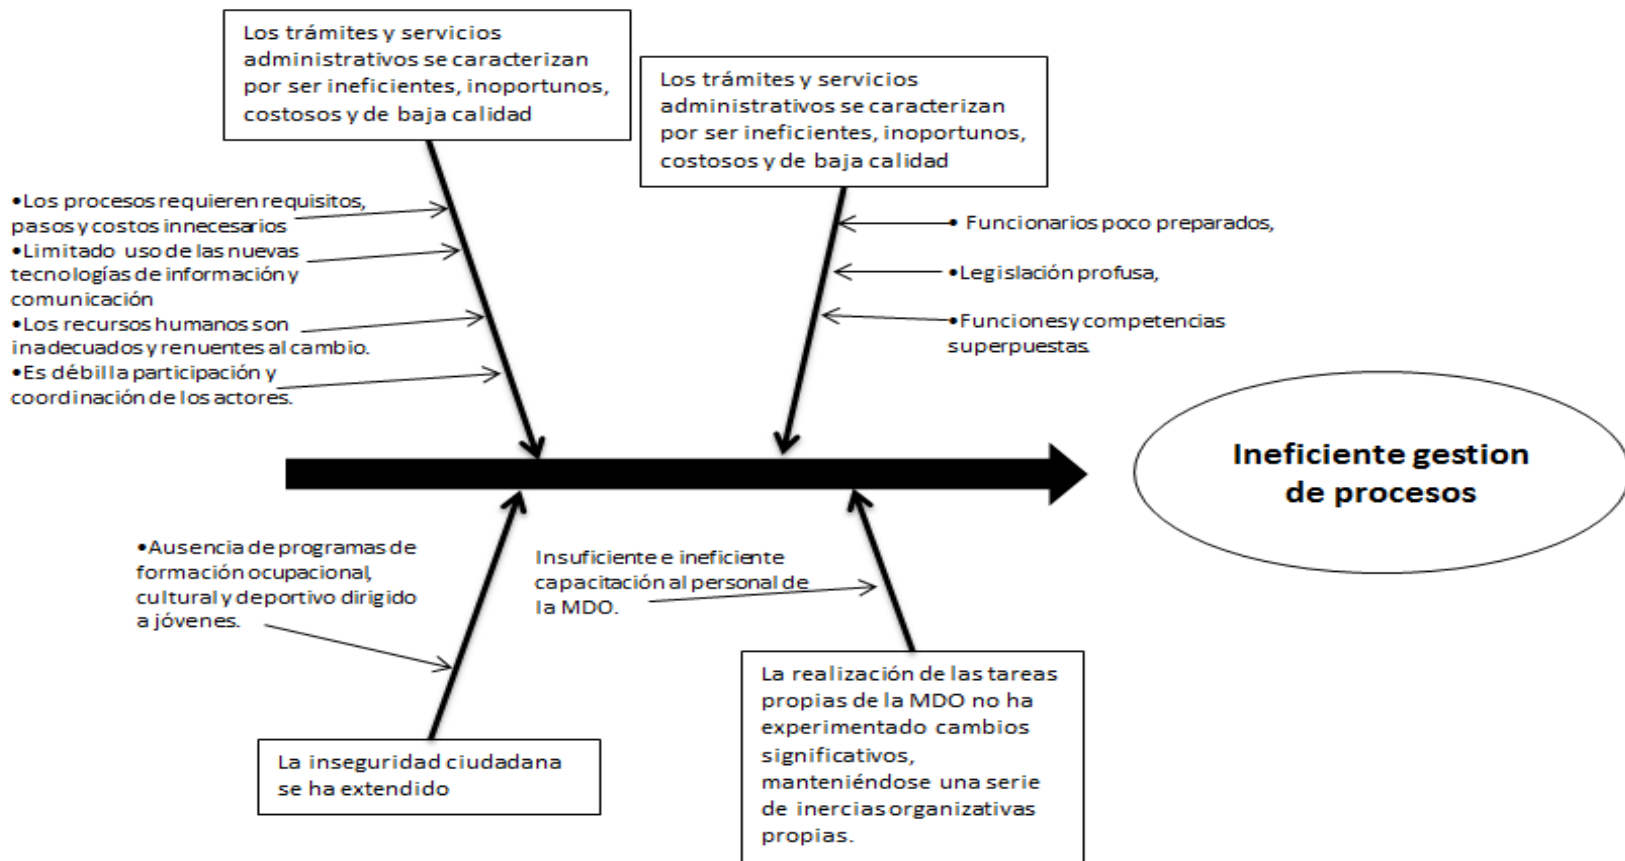 Los trámites y servicios
administrativos se caracterizan
por ser ineficientes, inoportunos,
costosos y de baja calidad
Los trámites y servicios
administrativos se caracterizan
por ser ineficientes, inoportunos,
costosos y de baja calidad
•Los procesos requieren requisitos,
pasos y costos innecesarios
•Limitado uso de las nuevas
tecnologías de información y
comunicación
•Los recursos humanos son
inadecuados y renuentes al cambio.
•Es débil la participación y
coordinación de los actores.
• Funcionarios poco preparados,
•Legislación profusa,
•Funciones y competencias
superpuestas.
Ineficiente gestion
de procesos
•Ausencia de programas de
formación ocupacional,
cultural y deportivo dirigido
a jóvenes.
Insuficiente e ineficiente
capacitación al personal de
la MDO.
La inseguridad ciudadana
se ha extendido
La realización de las tareas
propias de la MDO no ha
experimentado cambios
significativos,
manteniéndose una serie
de inercias organizativas
propias.